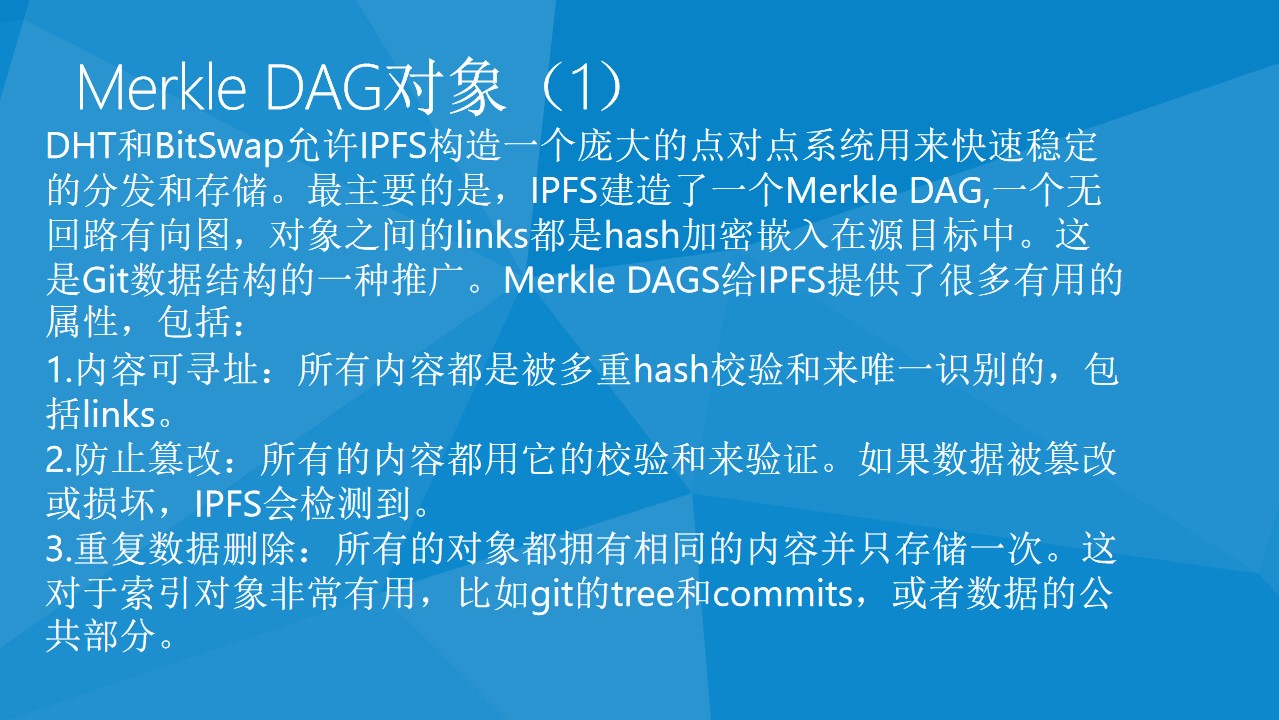 Merkle DAG对象（1）
DHT和BitSwap允许IPFS构造一个庞大的点对点系统用来快速稳定
的分发和存储。最主要的是，IPFS建造了一个Merkle DAG,一个无
回路有向图，对象之间的links都是hash加密嵌入在源目标中。这
是Git数据结构的一种推广。Merkle DAGS给IPFS提供了很多有用的
属性，包括：
1.内容可寻址：所有内容都是被多重hash校验和来唯一识别的，包
括links。
2.防止篡改：所有的内容都用它的校验和来验证。如果数据被篡改
或损坏，IPFS会检测到。
3.重复数据删除：所有的对象都拥有相同的内容并只存储一次。这
对于索引对象非常有用，比如git的tree和commits，或者数据的公
共部分。